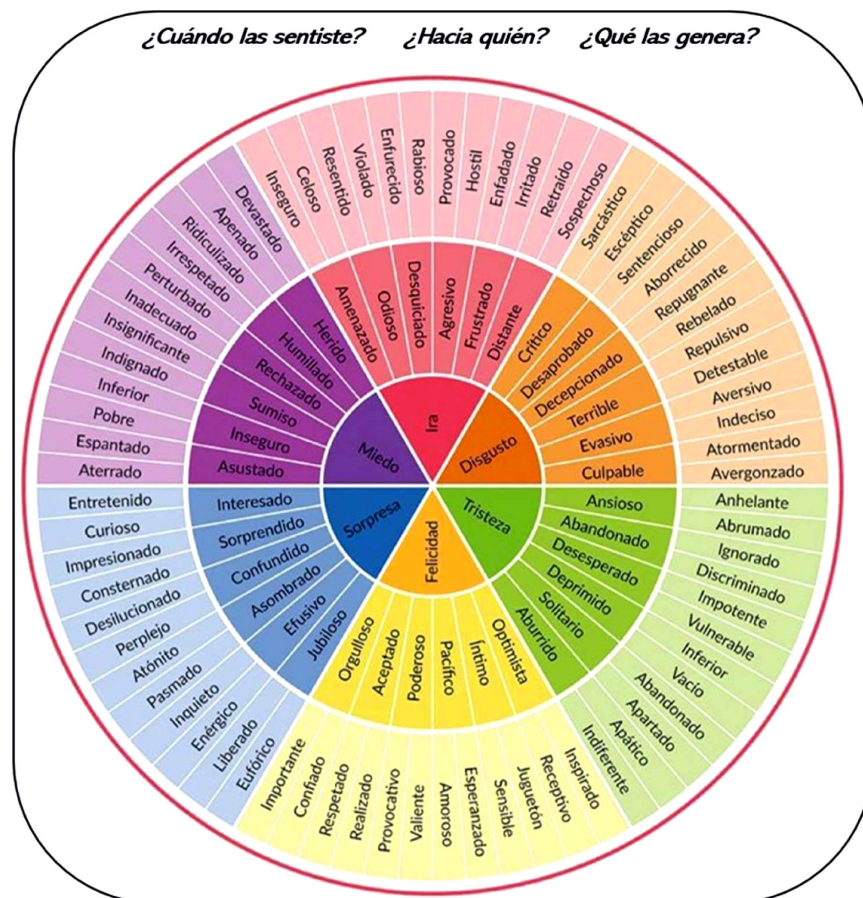 ¿Cuándo las sentiste? ¿Hacia quién? ¿Qué las genera?
Ira
Disgusto
Tristeza
Felicidad
Sorpresa
Miedo
Amenazado
Odioso
Desquiciado
Agresivo
Frustrado
Distante
Crítico
Desaprobado
Decepcionado
Terrible
Evasivo
Culpable
Ansioso
Abandonado
Desesperado
Deprimido
Solitario
Aburrido
Optimista
Íntimo
Pacífico
Poderoso
Aceptado
Orgulloso
Jubiloso
Efusivo
Asombrado
Confundido
Sorprendido
Interesado
Asustado
Inseguro
Sumiso
Rechazado
Humillado
Herido
Inseguro
Celoso
Resentido
Violado
Enfurecido
Rabioso
Provocado
Hostil
Enfadado
Irritado
Retraído
Sospechoso
Sarcástico
Escéptico
Sentencioso
Aborrecido
Repugnante
Rebelado
Repulsivo
Detestable
Aversivo
Indeciso
Atormentado
Avergonzado
Anhelante
Abrumado
Ignorado
Discriminado
Impotente
Vulnerable
Inferior
Vacío
Abandonado
Apartado
Apático
Indiferente
Inspirado
Receptivo
Juguetón
Sensible
Esperanzado
Amoroso
Valiente
Provocativo
Realizado
Respetado
Confiado
Importante
Eufórico
Liberado
Enérgico
Inquieto
Pasmado
Atónito
Perplejo
Desilucionado
Consternado
Impresionado
Curioso
Entretenido
Aterrado
Espantado
Pobre
Inferior
Indignado
Insignificante
Inadecuado
Perturbado
Irrespetado
Ridiculizado
Apenado
Devastado